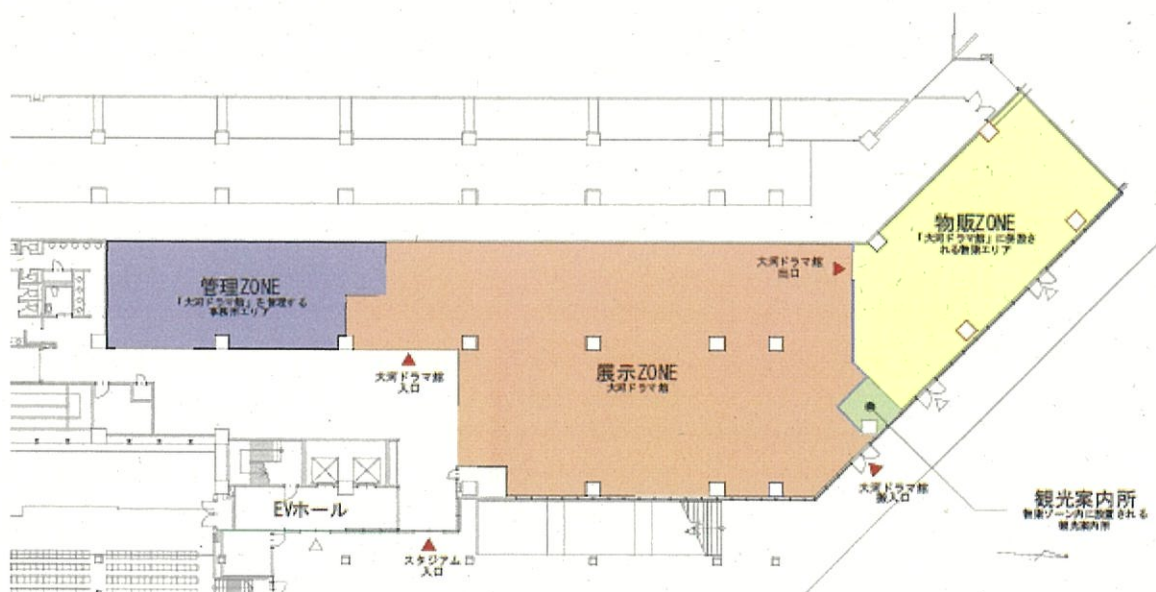 物販ZONE
「大河ドラマ館」に併設さ
れる物販エリア
大河ドラマ館
出口
管理ZONE
「大河ドラマ館」を管理する
事務所エリア
展示ZONE
大河ドラマ館
大河ドラマ館
入口
大河ドラマ館
搬入口
観光案内所
物販ゾーン内に設置される
観光案内所
EVホール
スタジアム
入口